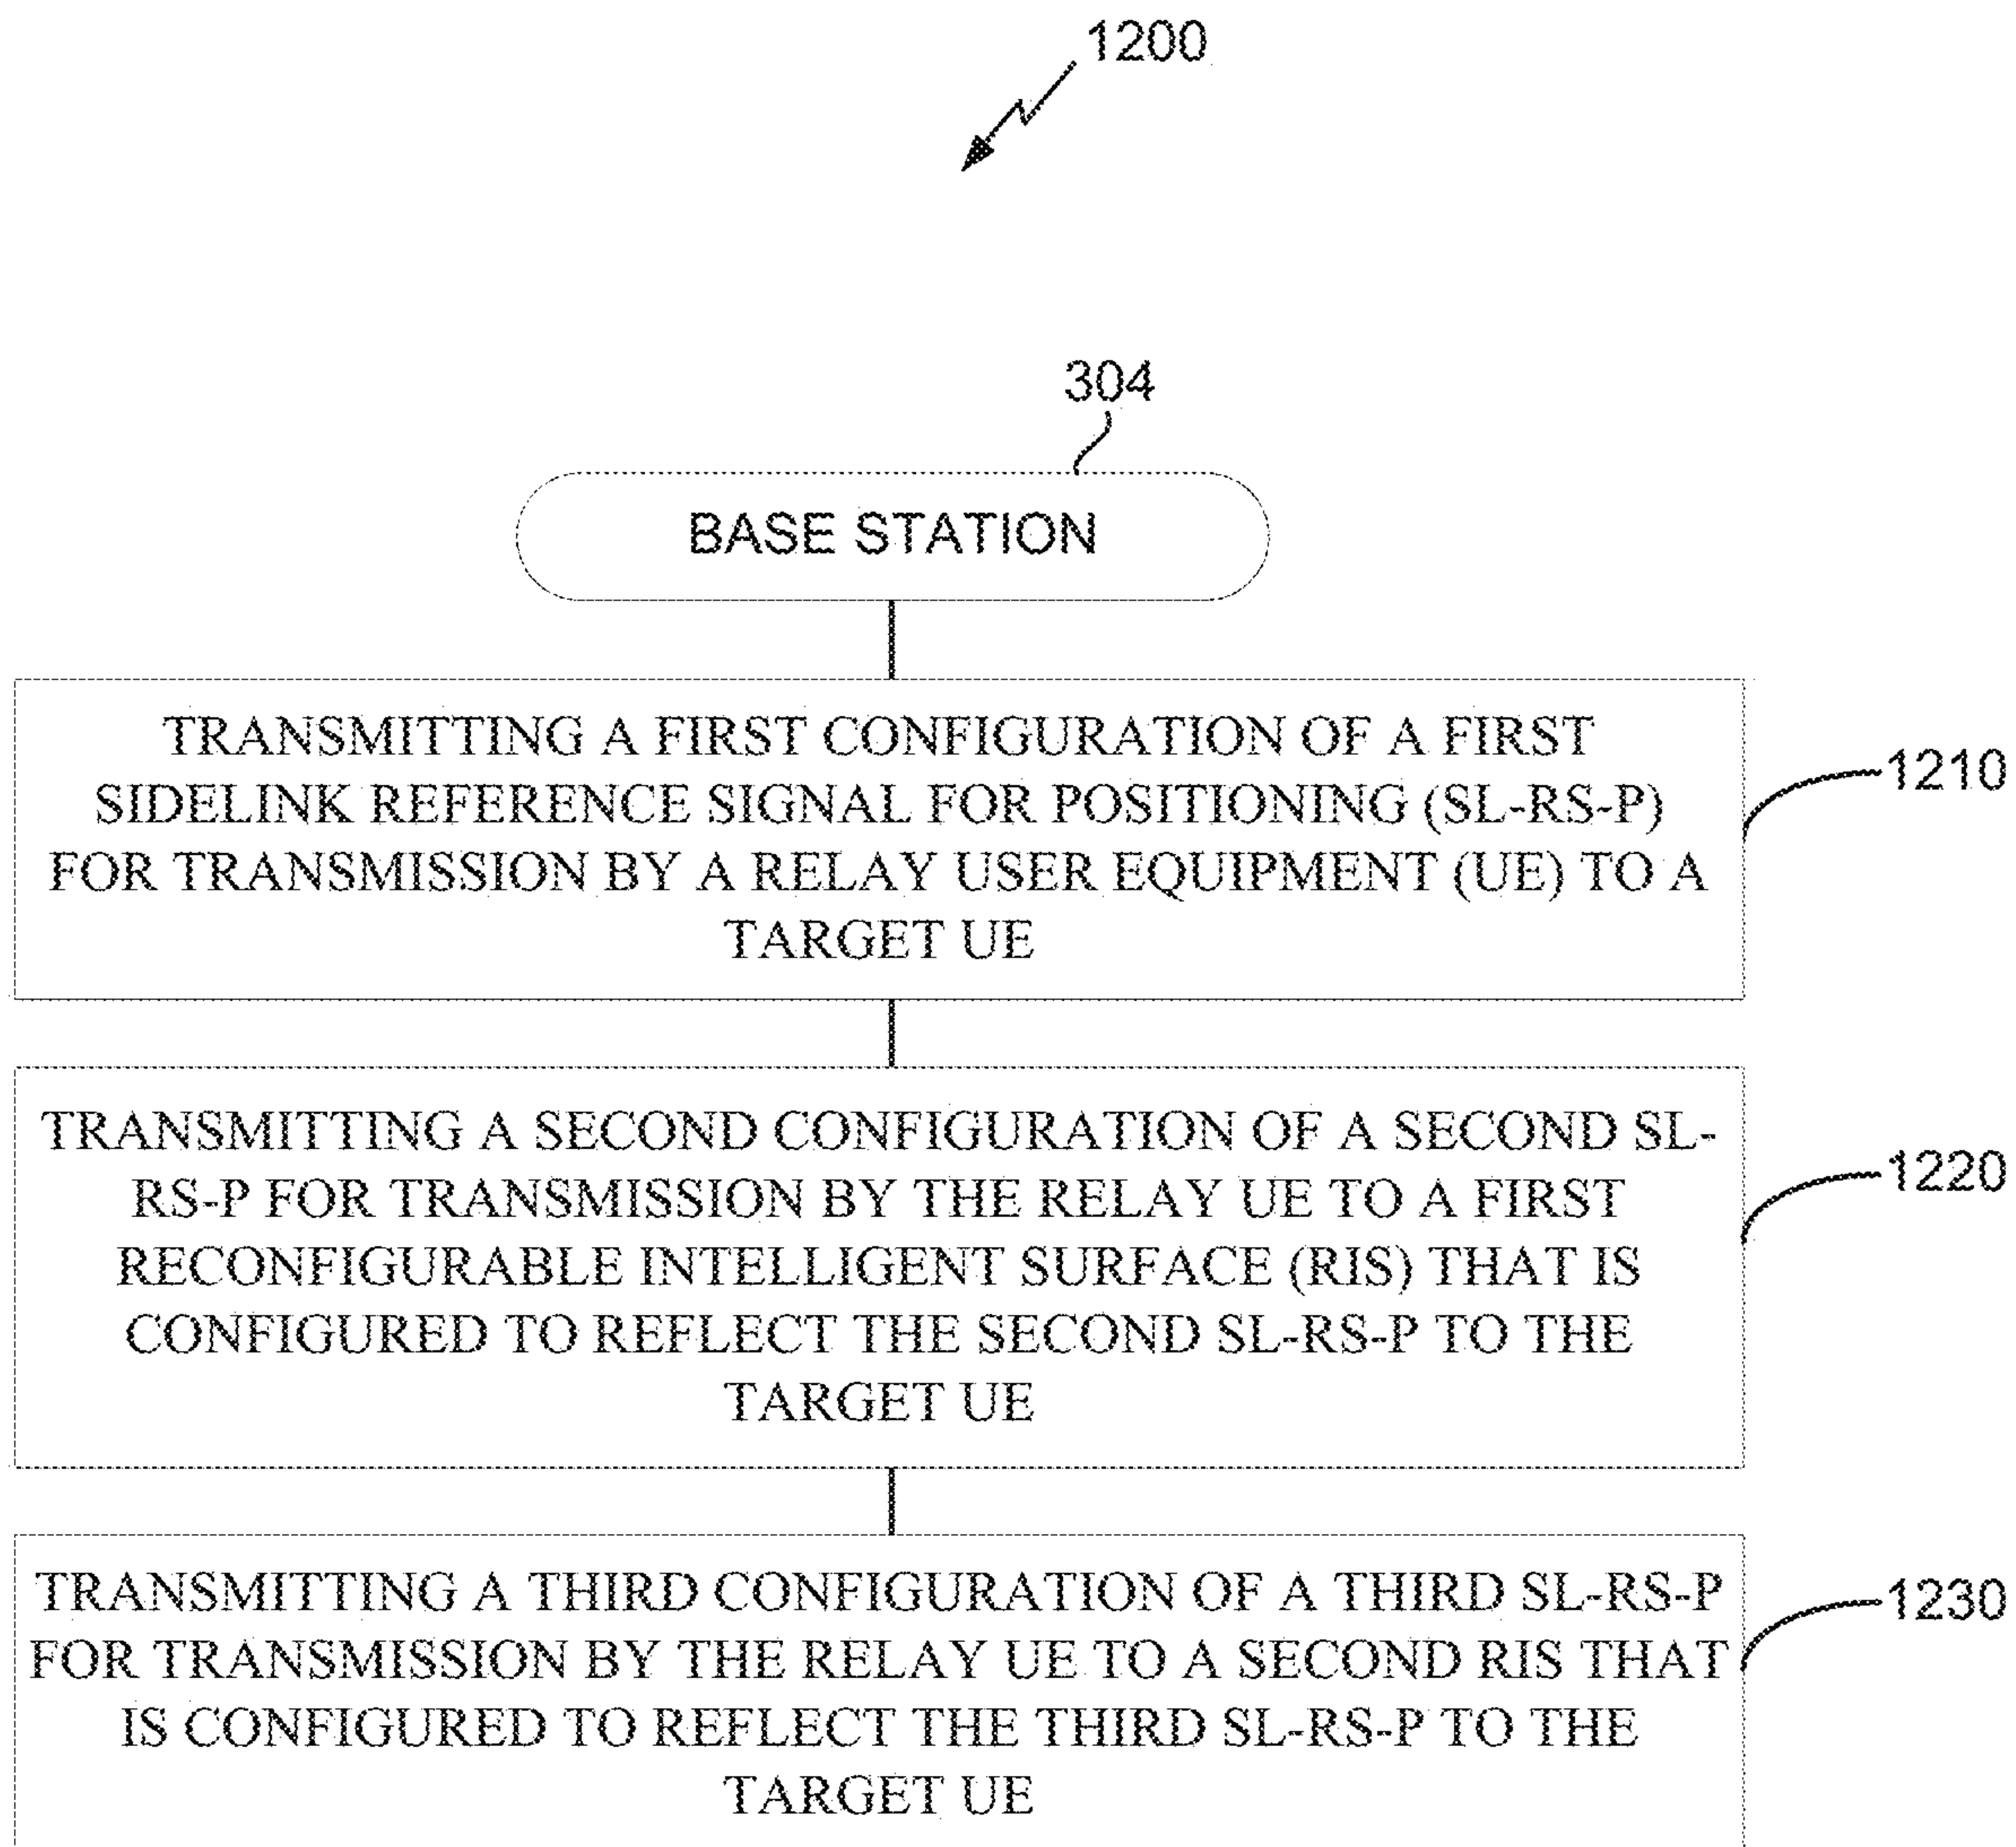 1200
304
BASE STATION
TRANSMITTING A FIRST CONFIGURATION OF A FIRST
SIDELINK REFERENCE SIGNAL FOR POSITIONING (SL-RS-P)
FOR TRANSMISSION BY A RELAY USER EQUIPMENT (UE) TO A
TARGET UE
1210
TRANSMITTING A SECOND CONFIGURATION OF A SECOND SL-
RS-P FOR TRANSMISSION BY THE RELAY UE TO A FIRST
RECONFIGURABLE INTELLIGENT SURFACE (RIS) THAT IS
CONFIGURED TO REFLECT THE SECOND SL-RS-P TO THE
TARGET UE
1220
TRANSMITTING A THIRD CONFIGURATION OF A THIRD SL-RS-P
FOR TRANSMISSION BY THE RELAY UE TO A SECOND RIS THAT
IS CONFIGURED TO REFLECT THE THIRD SL-RS-P TO THE
TARGET UE
1230